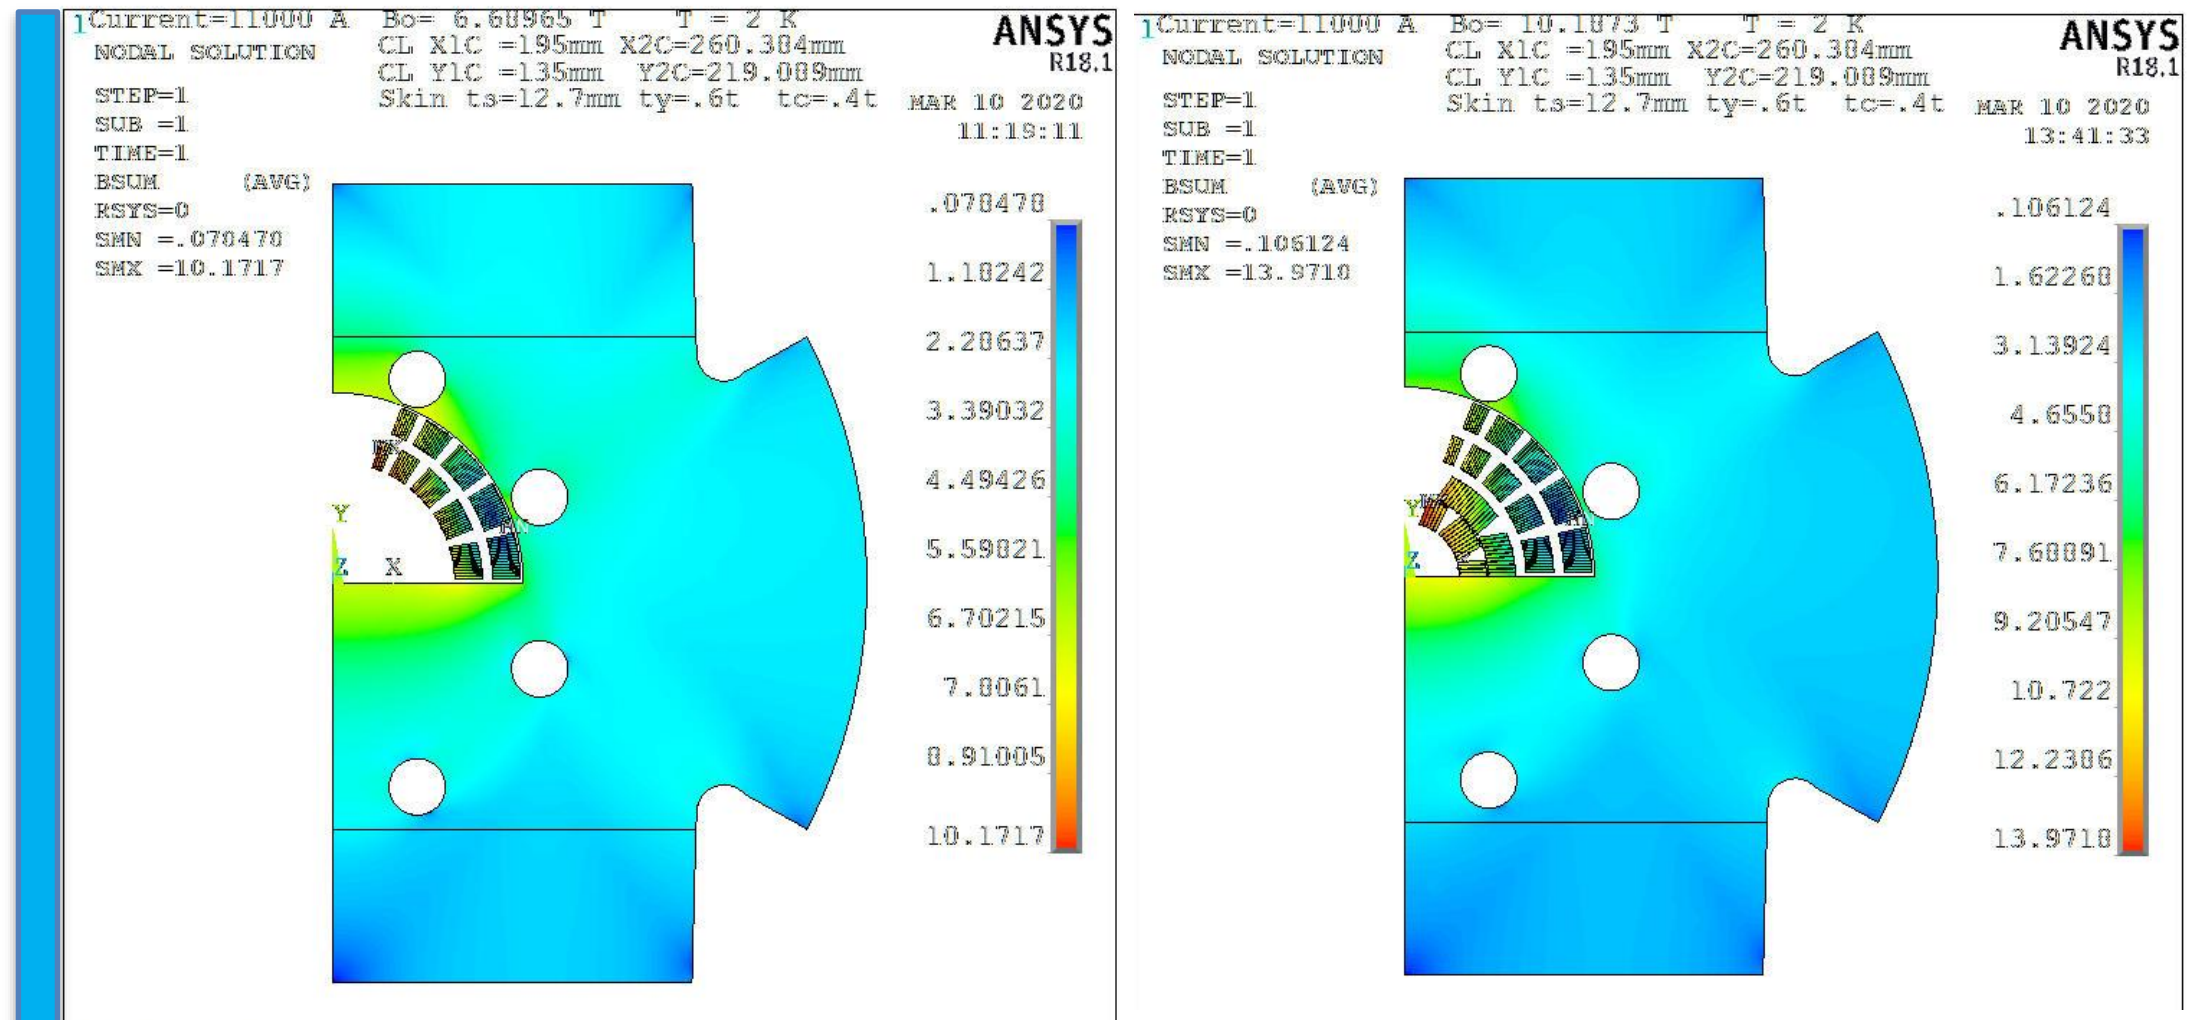 1Current=11000 A Bo= 6.68965 T T = 2 K
NODAL SOLUTION
CL X1C =195mm X2C=260.384mm
CL Y1C =135mm Y2C=219.089mm
Skin ts=12.7mm ty=.6t tc=.4t
ANSYS
R18.1
MAR 10 2020
11:19:11
STEP=1
SUB =1
TIME=1
BSUM (AVG)
RSYS=0
SMN =.078478
SMX =10.1717
Y
Z X
.078478
1.18242
2.28637
3.39032
4.49426
5.59821
6.70215
7.8061
8.91005
10.1717
1Current=11000 A Bo= 10.1873 T T = 2 K
NODAL SOLUTION
CL X1C =195mm X2C=260.384mm
CL Y1C =135mm Y2C=219.089mm
Skin ts=12.7mm ty=.6t tc=.4t
ANSYS
R18.1
MAR 10 2020
13:41:33
STEP=1
SUB =1
TIME=1
BSUM (AVG)
RSYS=0
SMN =.106124
SMX =13.9718
Y
Z
.106124
1.62268
3.13924
4.6558
6.17236
7.68891
9.20547
10.722
12.2386
13.9718